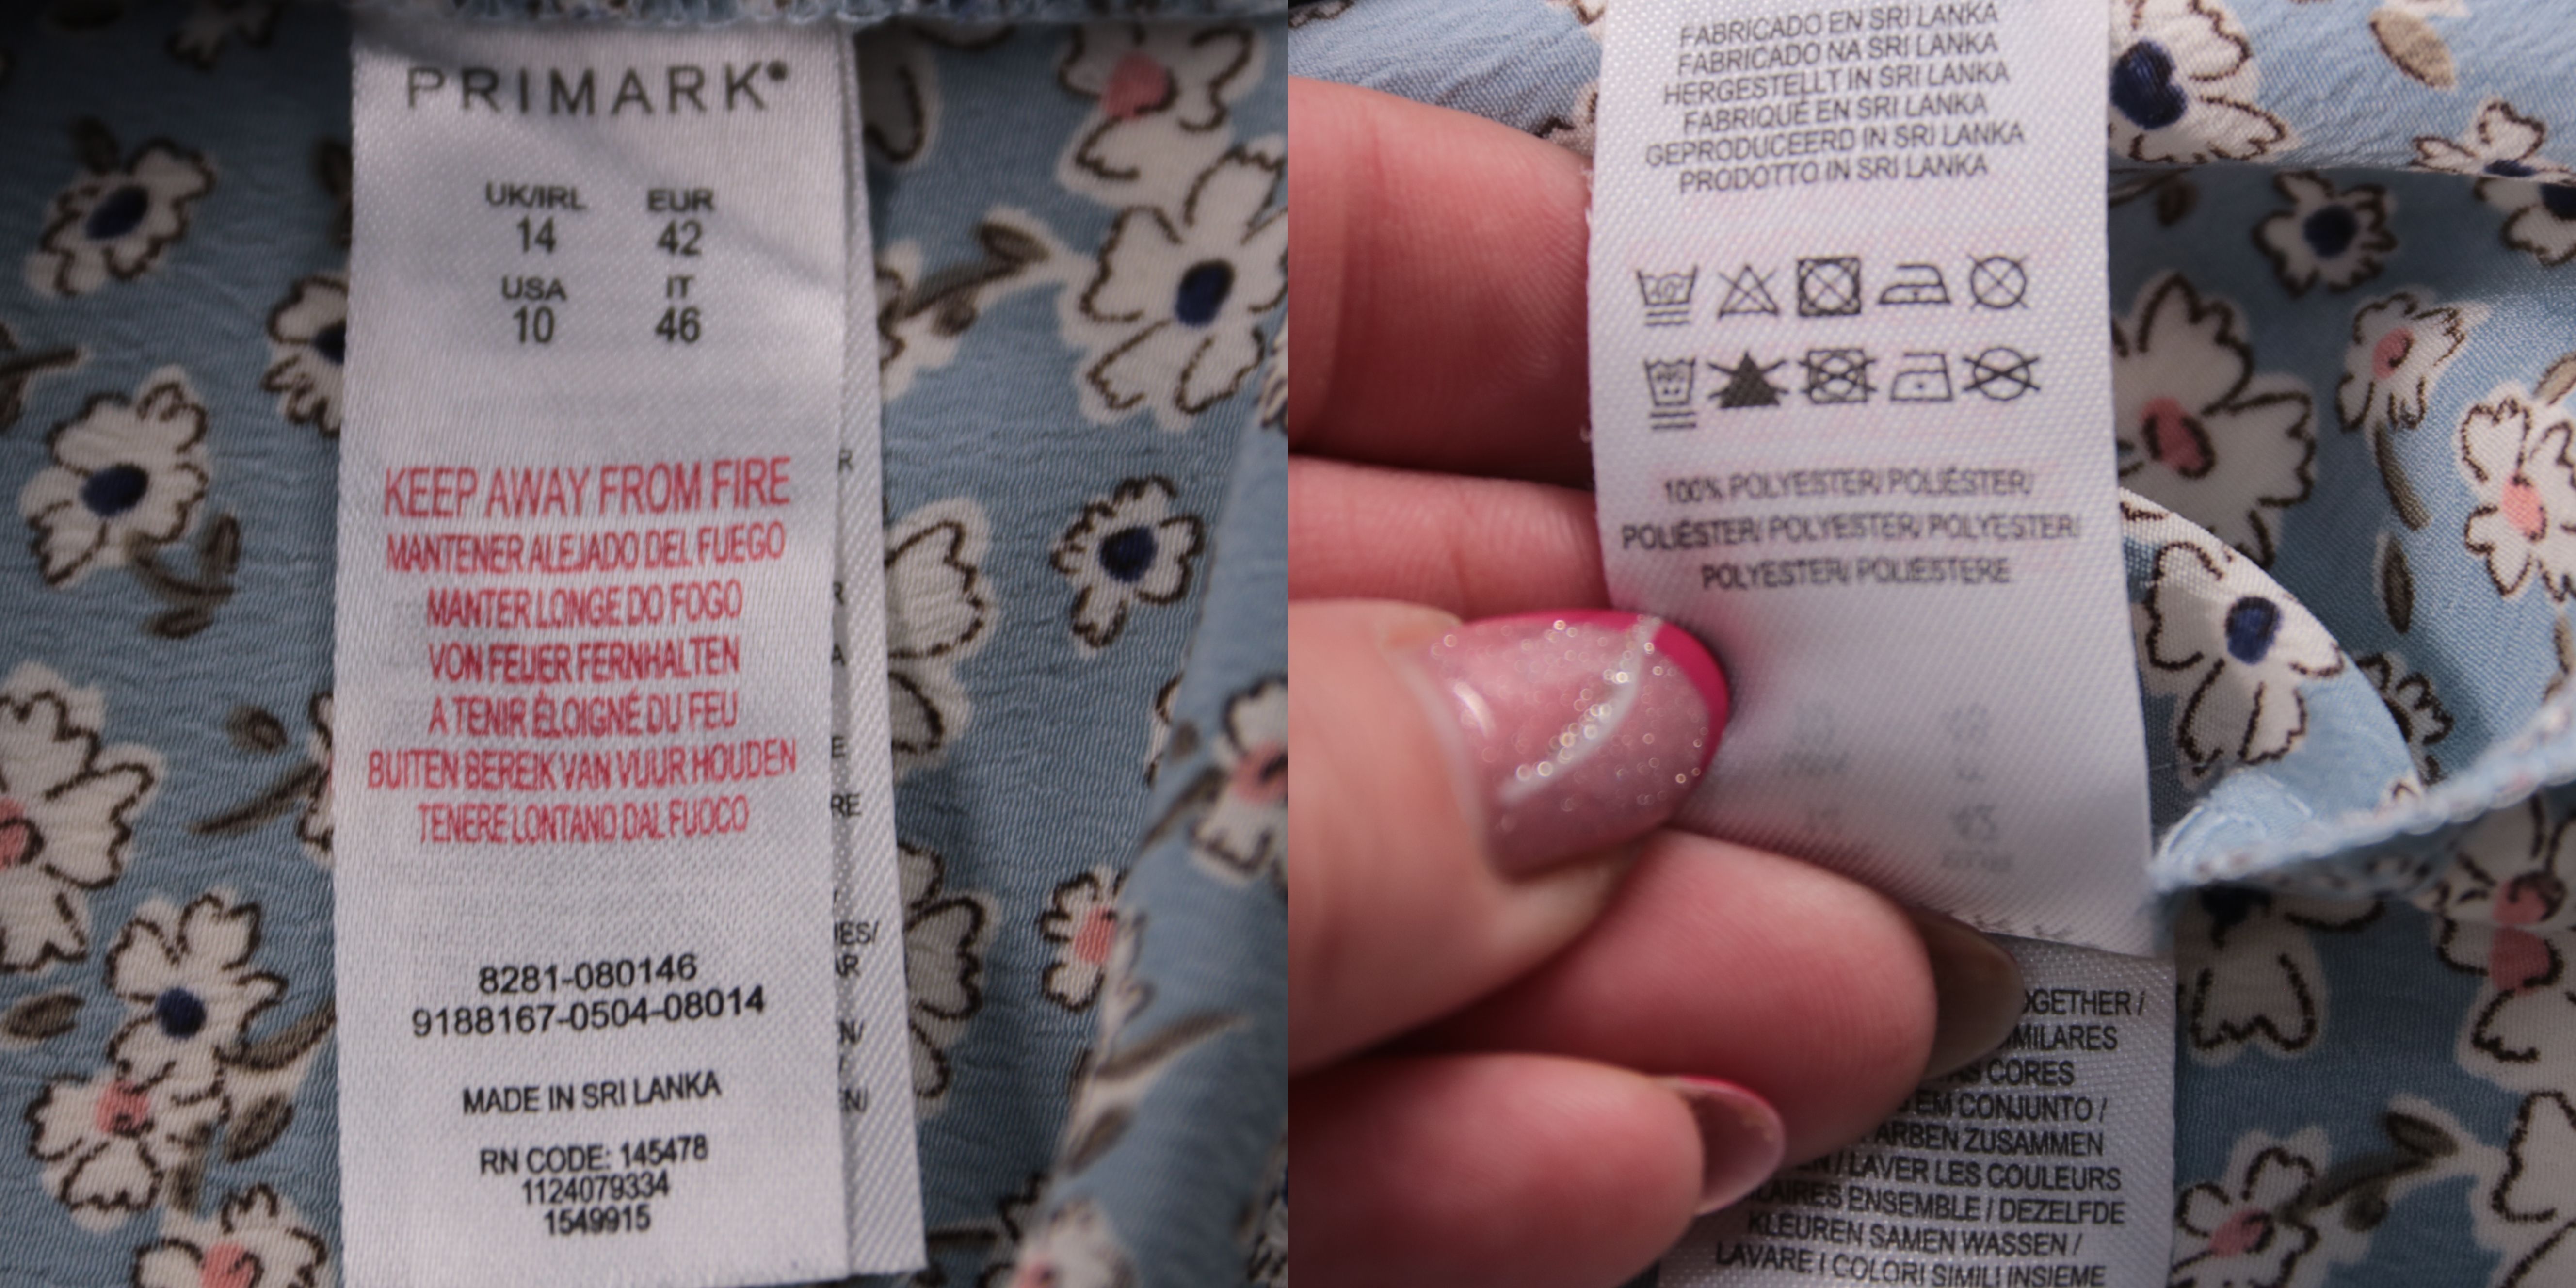 PRIMARK
UK/IRL EUR
14 42
USA IT
10 46
KEEP AWAY FROM FIRE
MANTENER ALEJADO DEL FUEGO
MANTER LONGE DO FOGO
VON FEUER FERNHALTEN
A TENIR ÉLOIGNÉ DU FEU
BUITEN BEREIK VAN VUUR HOUDEN
TENERE LONTANO DAL FUOCO
8281-080146
9188167-0504-08014
MADE IN SRI LANKA
RN CODE: 145478
1124079334
1549915
FABRICADO EN SRI LANKA
FABRICADO NA SRI LANKA
HERGESTELLT IN SRI LANKA
FABRIQUÉ EN SRI LANKA
GEPRODUCEERD IN SRI LANKA
PRODOTTO IN SRI LANKA
100% POLYESTER/ POLIÉSTER/
POLIÉSTER/ POLYESTER/ POLYESTER/
POLYESTER/ POLIESTERE
CORES
EM CONJUNTO /
ZUSAMMEN
/ LAVER LES COULEURS
ENSEMBLE / DEZELFDE
KLEUREN SAMEN WASSEN /
LAVARE I COLORI SIMILI INSIEME